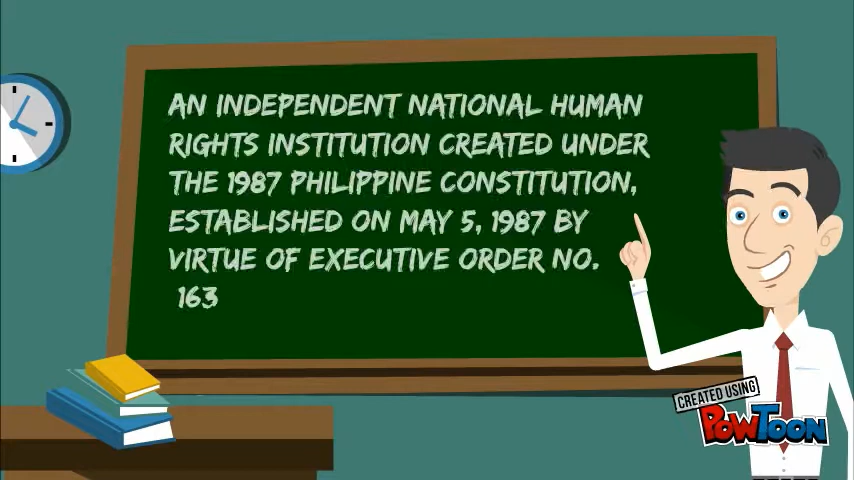 AN INDEPENDENT NATIONAL HUMAN
RIGHTS INSTITUTION CREATED UNDER
THE 1987 PHILIPPINE CONSTITUTION,
ESTABLISHED ON MAY 5, 1987 BY
VIRTUE OF EXECUTIVE ORDER NO.
163
CREATED USING
POWTOON